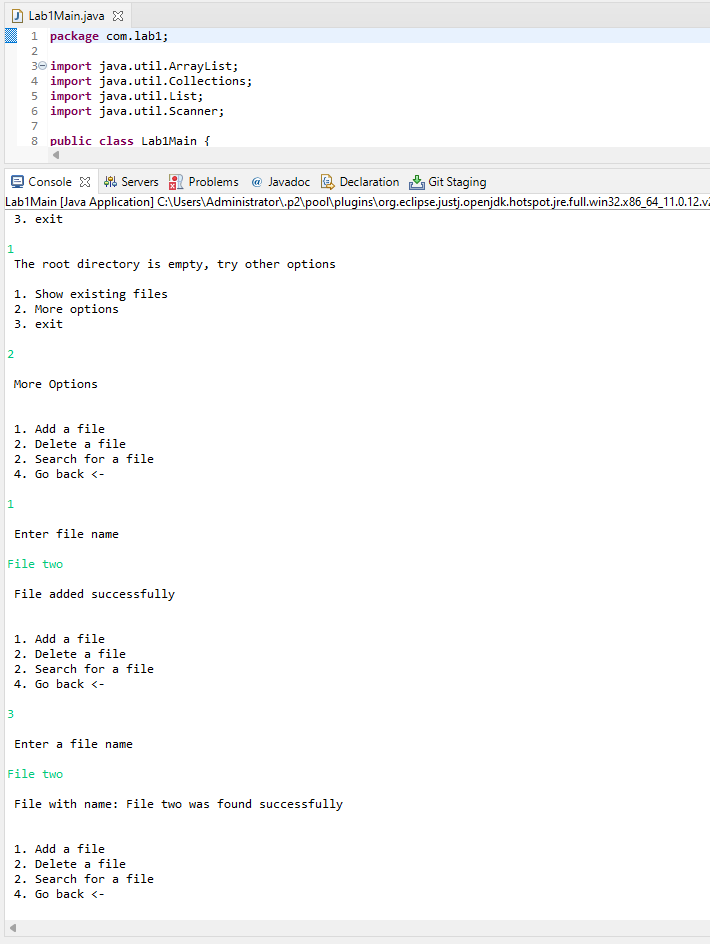 Lab1Main.java
1 package com.lab1;
2
3 import java.util.ArrayList;
4 import java.util.Collections;
5 import java.util.List;
6 import java.util.Scanner;
7
8 public class Lab1Main {
Console Servers Problems @ Javadoc Declaration Git Staging
Lab1Main [Java Application] C:\Users\Administrator\.p2\pool\plugins\org.eclipse.justj.openjdk.hotspot.jre.full.win32.x86_64_11.0.12.v2
3. exit
1
The root directory is empty, try other options
1. Show existing files
2. More options
3. exit
2
More Options
1. Add a file
2. Delete a file
2. Search for a file
4. Go back <-
1
Enter file name
File two
File added successfully
1. Add a file
2. Delete a file
2. Search for a file
4. Go back <-
3
Enter a file name
File two
File with name: File two was found successfully
1. Add a file
2. Delete a file
2. Search for a file
4. Go back <-